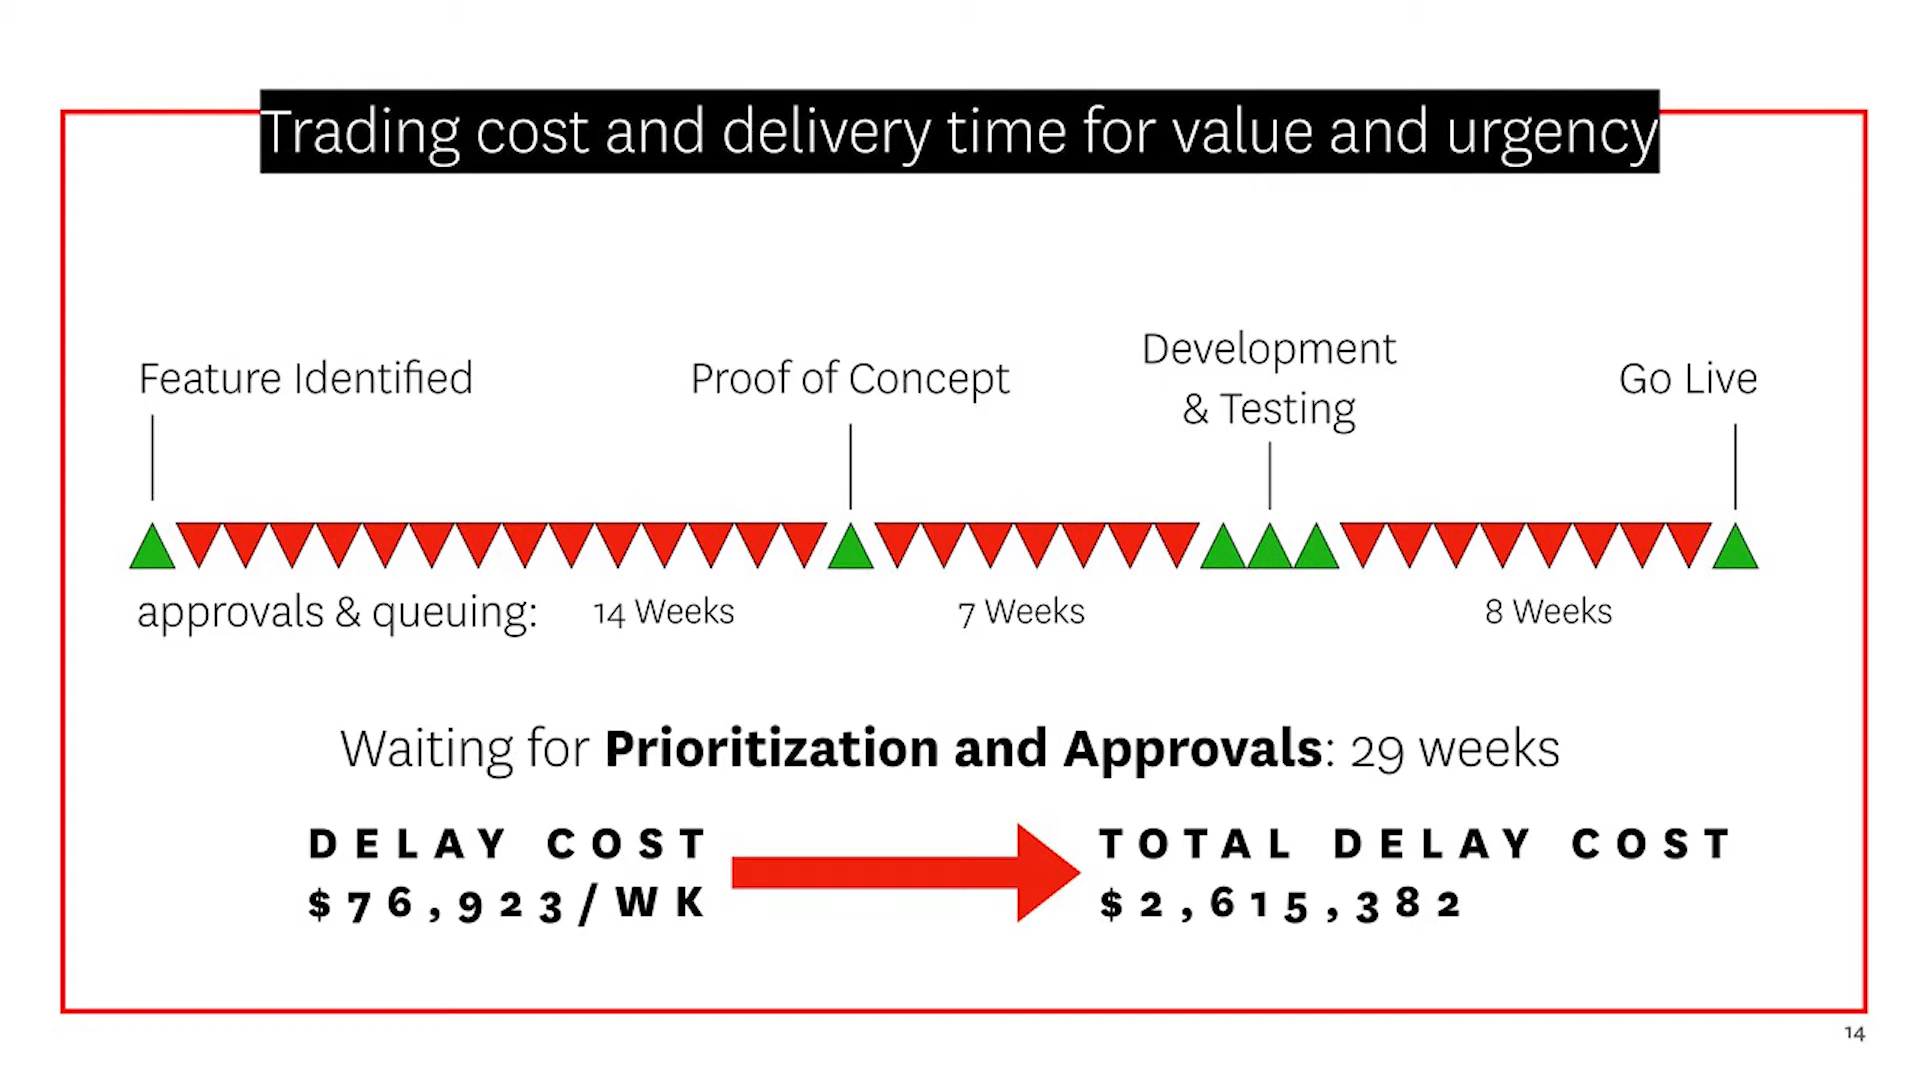 Trading cost and delivery time for value and urgency
Feature Identified
Proof of Concept
Development
& Testing
Go Live
approvals & queuing:
14 Weeks
7 Weeks
8 Weeks
Waiting for Prioritization and Approvals: 29 weeks
DELAY COST
$76,923/WK
TOTAL DELAY COST
$2,615,382
14